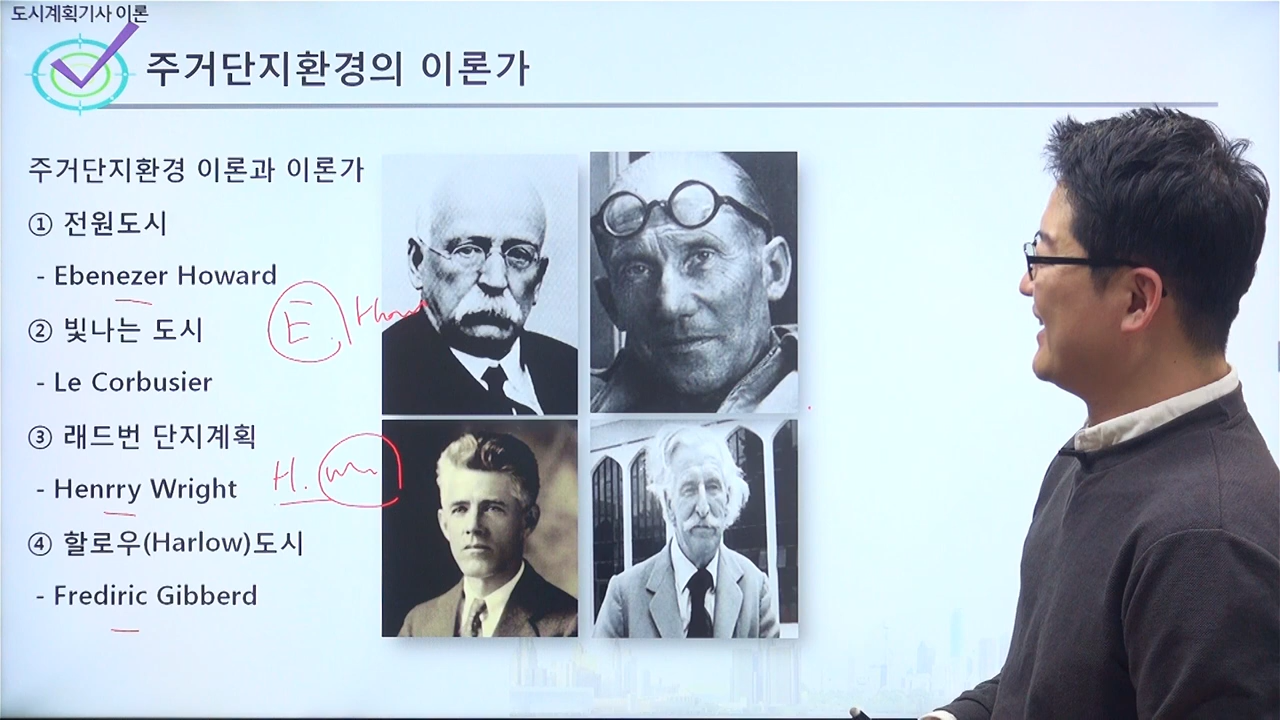 도시계획기사 이론
주거단지환경의 이론가
주거단지환경 이론과 이론가
① 전원도시
- Ebenezer Howard
E. How
② 빛나는 도시
- Le Corbusier
③ 래드번 단지계획
- Henrry Wright
H.
④ 할로우(Harlow)도시
- Frediric Gibberd